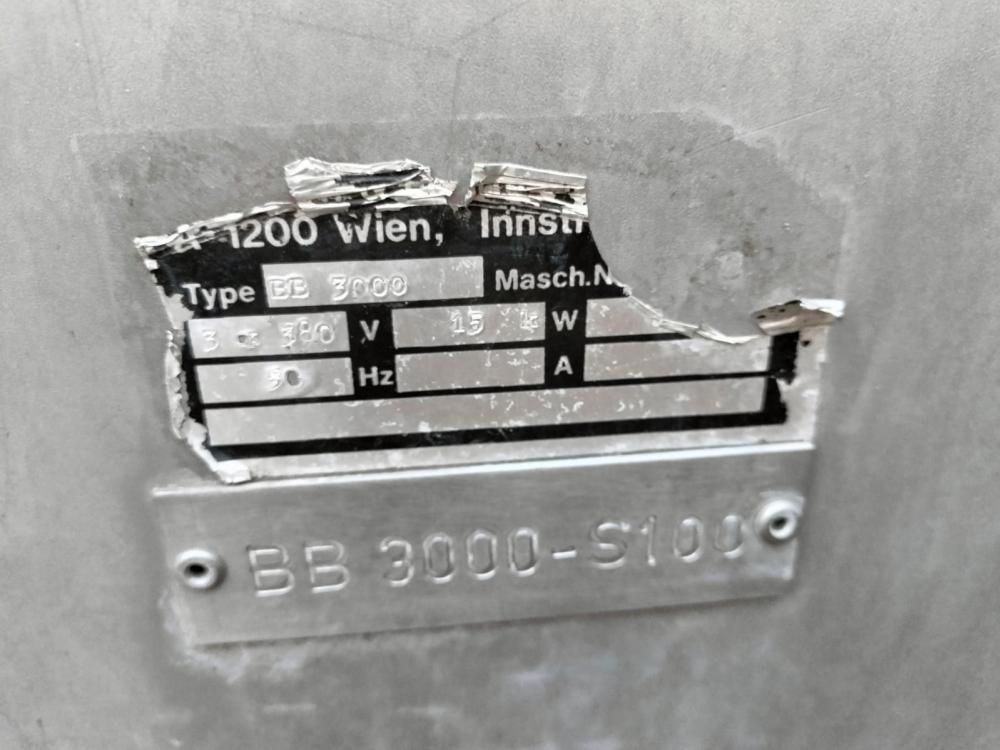 A-1200 Wien, Innst
Type BB 3000 Masch.N
3 x 380 V 15 k W
50 Hz A
BB 3000-S100